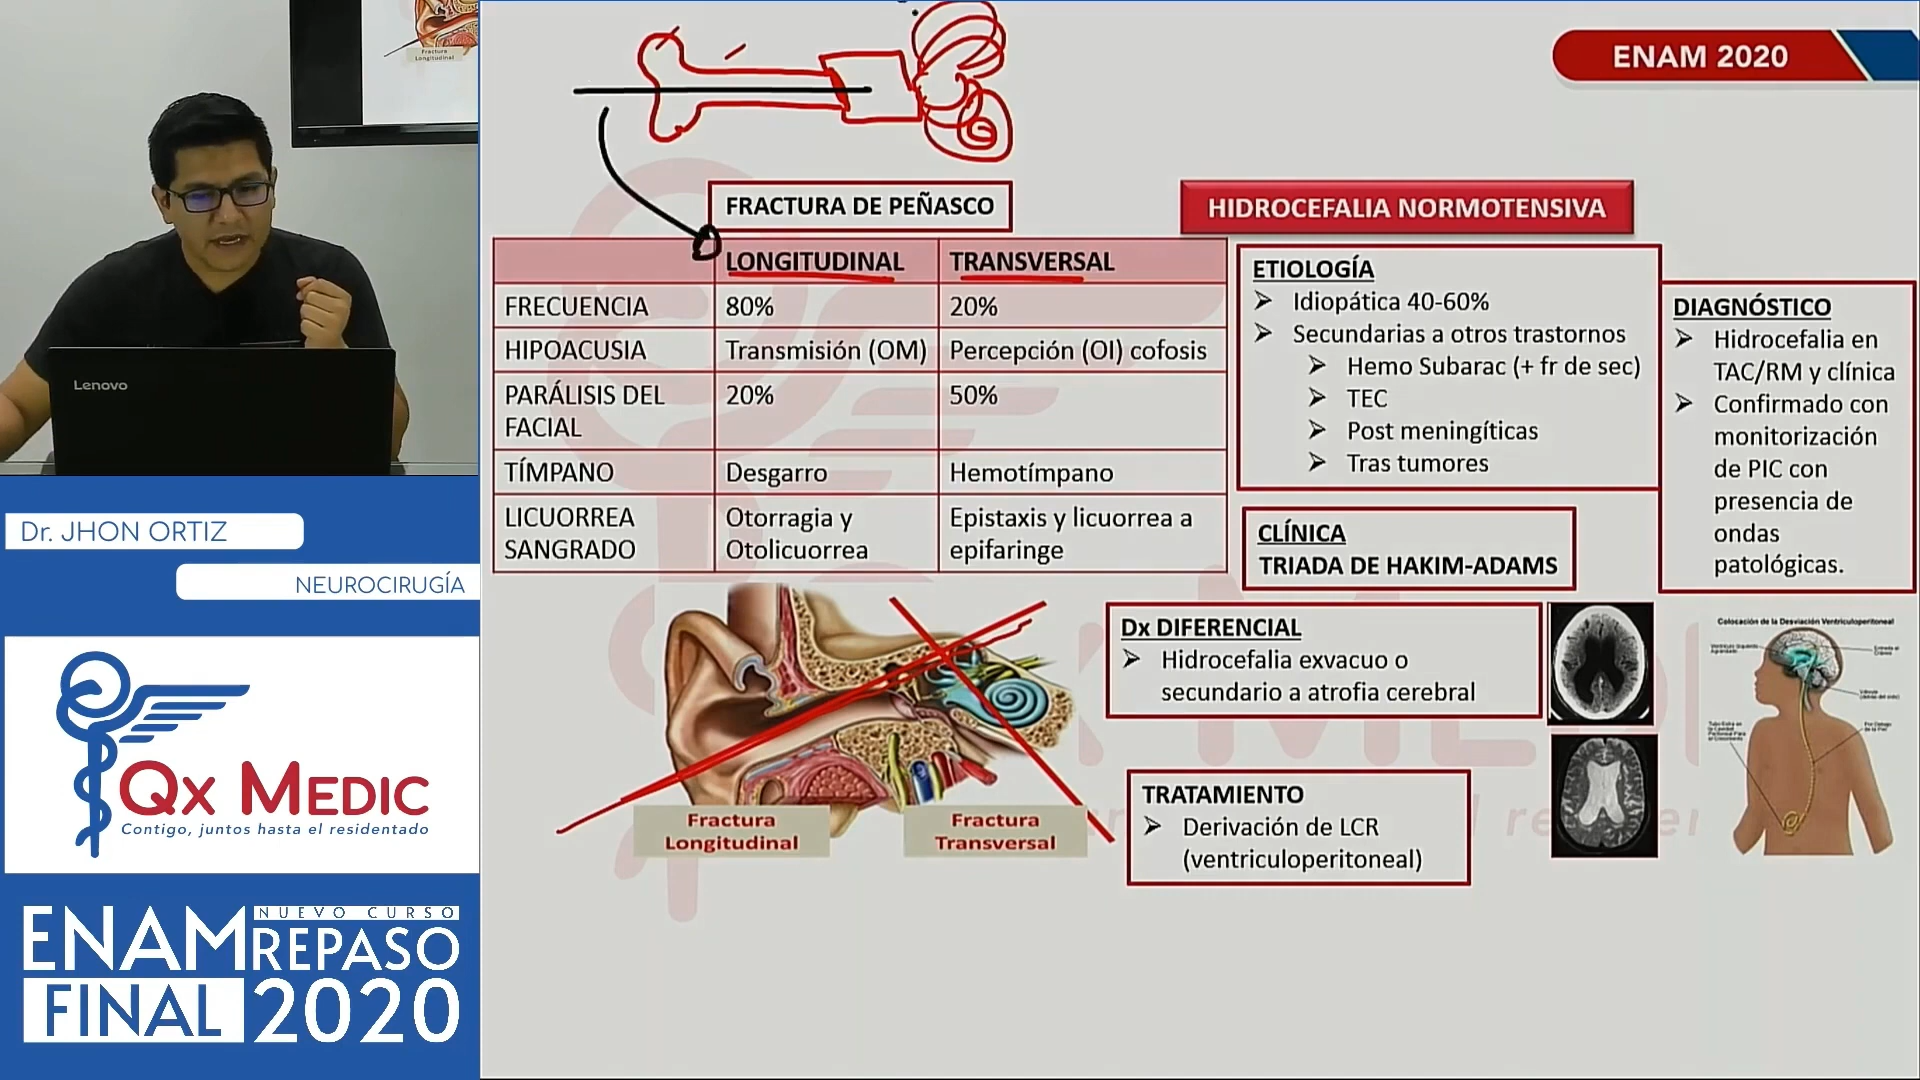 Fractura
Longitudinal
Lenovo
Dr. JHON ORTIZ
NEUROCIRUGÍA
QX MEDIC
Contigo, juntos hasta el residentado
NUEVO CURSO
ENAM REPASO
FINAL 2020
ENAM 2020
FRACTURA DE PEÑASCO
LONGITUDINAL TRANSVERSAL
FRECUENCIA 80% 20%
HIPOACUSIA Transmisión (OM) Percepción (OI) cofosis
PARÁLISIS DEL FACIAL 20% 50%
TÍMPANO Desgarro Hemotímpano
LICUORREA SANGRADO Otorragia y Otolicuorrea Epistaxis y licuorrea a epifaringe
Fractura
Longitudinal
Fractura
Transversal
HIDROCEFALIA NORMOTENSIVA
ETIOLOGÍA
Idiopática 40-60%
Secundarias a otros trastornos
Hemo Subarac (+ fr de sec)
TEC
Post meningíticas
Tras tumores
DIAGNÓSTICO
Hidrocefalia en
TAC/RM y clínica
Confirmado con
monitorización
de PIC con
presencia de
ondas
patológicas.
CLÍNICA
TRIADA DE HAKIM-ADAMS
Dx DIFERENCIAL
Hidrocefalia exvacuo o
secundario a atrofia cerebral
TRATAMIENTO
Derivación de LCR
(ventriculoperitoneal)
Colocación de la Desviación Ventriculoperitoneal